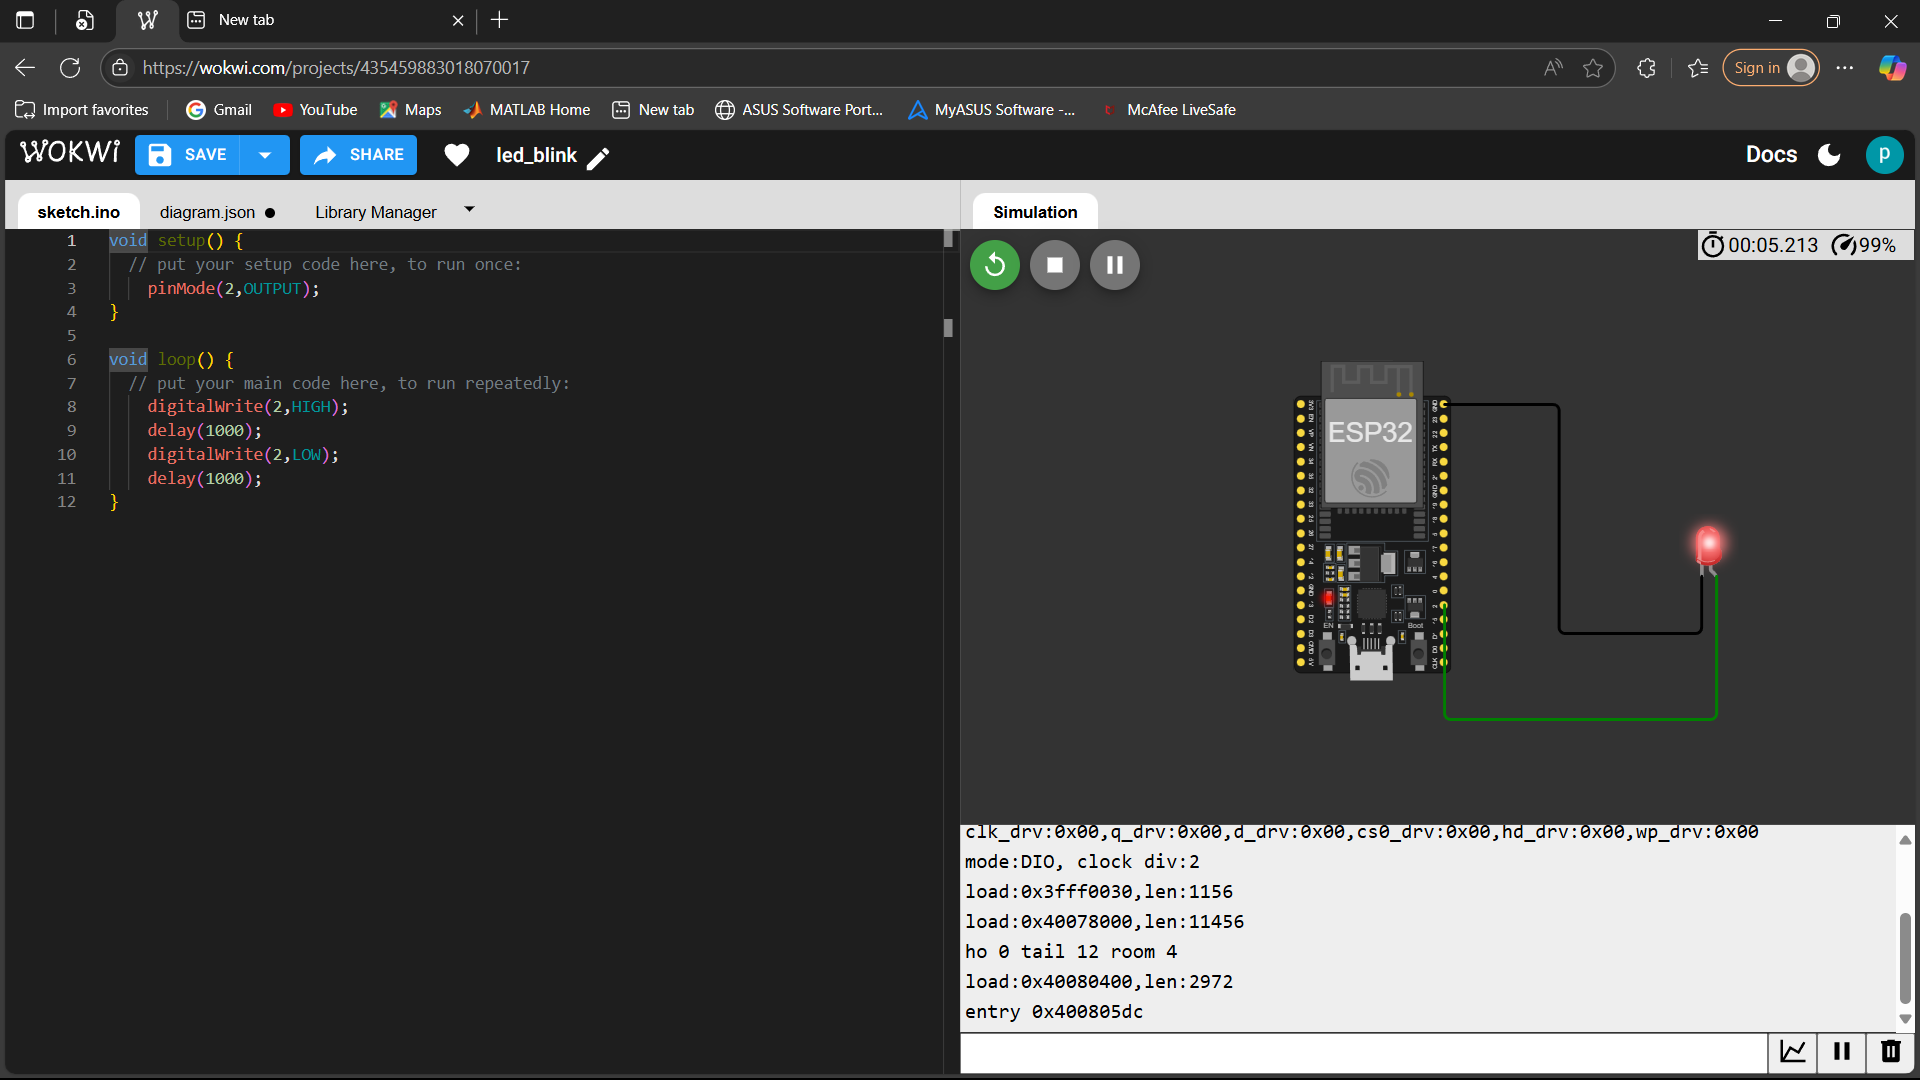 New tab
https://wokwi.com/projects/435459883018070017
Sign in
Import favorites
Gmail
YouTube
Maps
MATLAB Home
New tab
ASUS Software Port...
MyASUS Software -...
McAfee LiveSafe
WOKWi
SAVE
SHARE
led_blink
Docs
p
sketch.ino
diagram.json
Library Manager
Simulation
1 void setup() {
2 // put your setup code here, to run once:
3 pinMode(2,OUTPUT);
4 }
5
6 void loop() {
7 // put your main code here, to run repeatedly:
8 digitalWrite(2,HIGH);
9 delay(1000);
10 digitalWrite(2,LOW);
11 delay(1000);
12 }
00:05.213 99%
ESP32
EN
Boot
clk_drv:0x00,q_drv:0x00,d_drv:0x00,cs0_drv:0x00,hd_drv:0x00,wp_drv:0x00
mode:DIO, clock div:2
load:0x3fff0030,len:1156
load:0x40078000,len:11456
ho 0 tail 12 room 4
load:0x40080400,len:2972
entry 0x400805dc